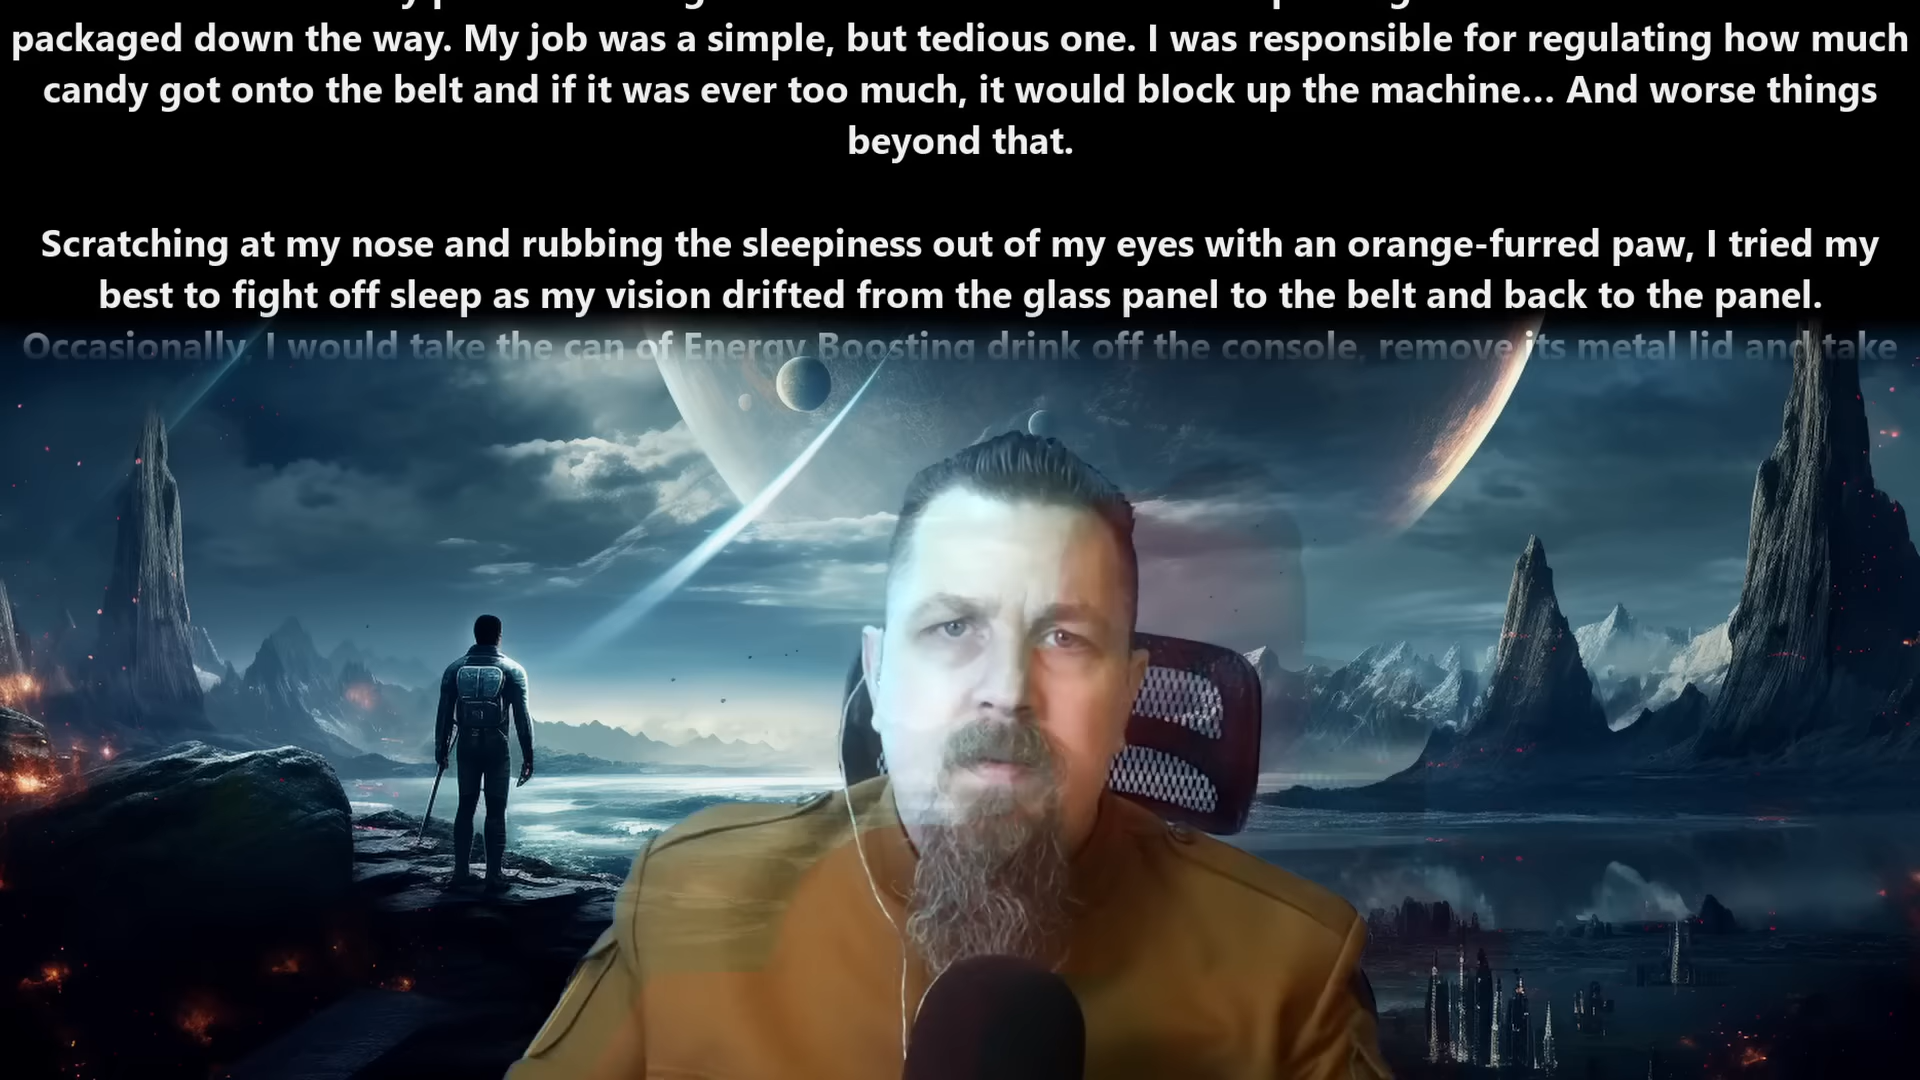 packaged down the way. My job was a simple, but tedious one. I was responsible for regulating how much
candy got onto the belt and if it was ever too much, it would block up the machine... And worse things
beyond that.
Scratching at my nose and rubbing the sleepiness out of my eyes with an orange-furred paw, I tried my
best to fight off sleep as my vision drifted from the glass panel to the belt and back to the panel.
Occasionally, I would take the can of Energy Boosting drink off the console, remove its metal lid and take